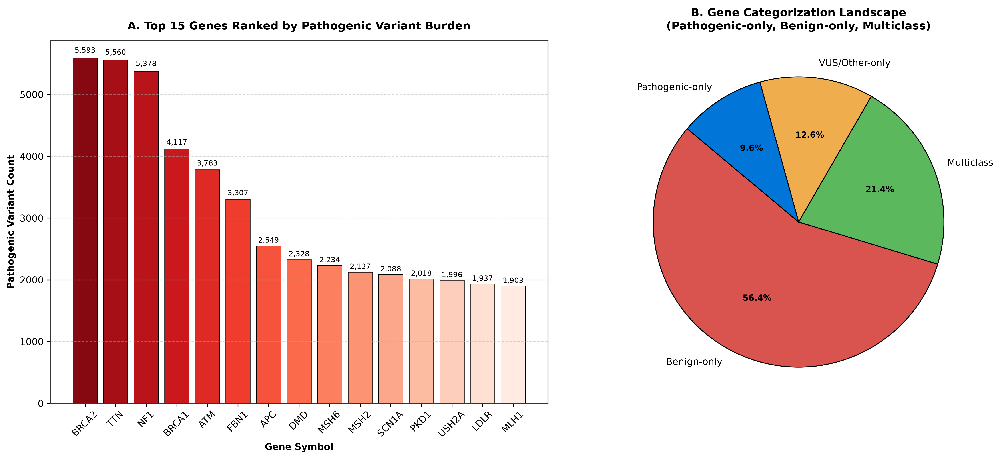 A. Top 15 Genes Ranked by Pathogenic Variant Burden
Pathogenic Variant Count
5000
4000
3000
2000
1000
0
5,593
5,560
5,378
4,117
3,783
3,307
2,549
2,328
2,234
2,127
2,088
2,018
1,996
1,937
1,903
BRCA2
TTN
NF1
BRCA1
ATM
FBN1
APC
DMD
MSH6
MSH2
SCN1A
PKD1
USH2A
LDLR
MLH1
Gene Symbol
B. Gene Categorization Landscape
(Pathogenic-only, Benign-only, Multiclass)
VUS/Other-only
Pathogenic-only
Multiclass
Benign-only
12.6%
9.6%
21.4%
56.4%